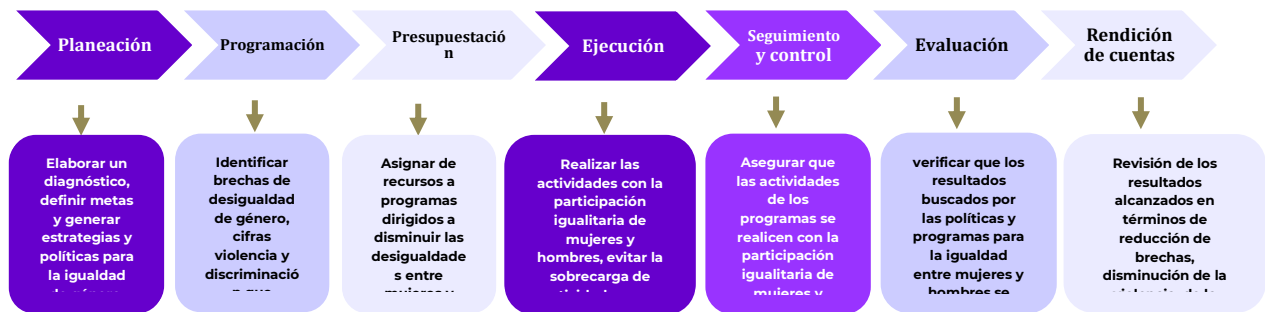 Planeación
Programación
Presupuestació
n
Ejecución
Seguimiento
y control
Evaluación
Rendición
de cuentas
Elaborar un
diagnóstico,
definir metas
y generar
estrategias y
políticas para
la igualdad
Identificar
brechas de
desigualdad
de género,
cifras
violencia y
discriminació
Asignar de
recursos a
programas
dirigidos a
disminuir las
desigualdade
s entre
mujeres y
Realizar las
actividades con la
participación
igualitaria de
mujeres y
hombres, evitar la
sobrecarga de
Asegurar que
las actividades
de los
programas se
realicen con la
participación
igualitaria de
mujeres y
verificar que los
resultados
buscados por
las políticas y
programas para
la igualdad
entre mujeres y
hombres se
Revisión de los
resultados
alcanzados en
términos de
reducción de
brechas,
disminución de la